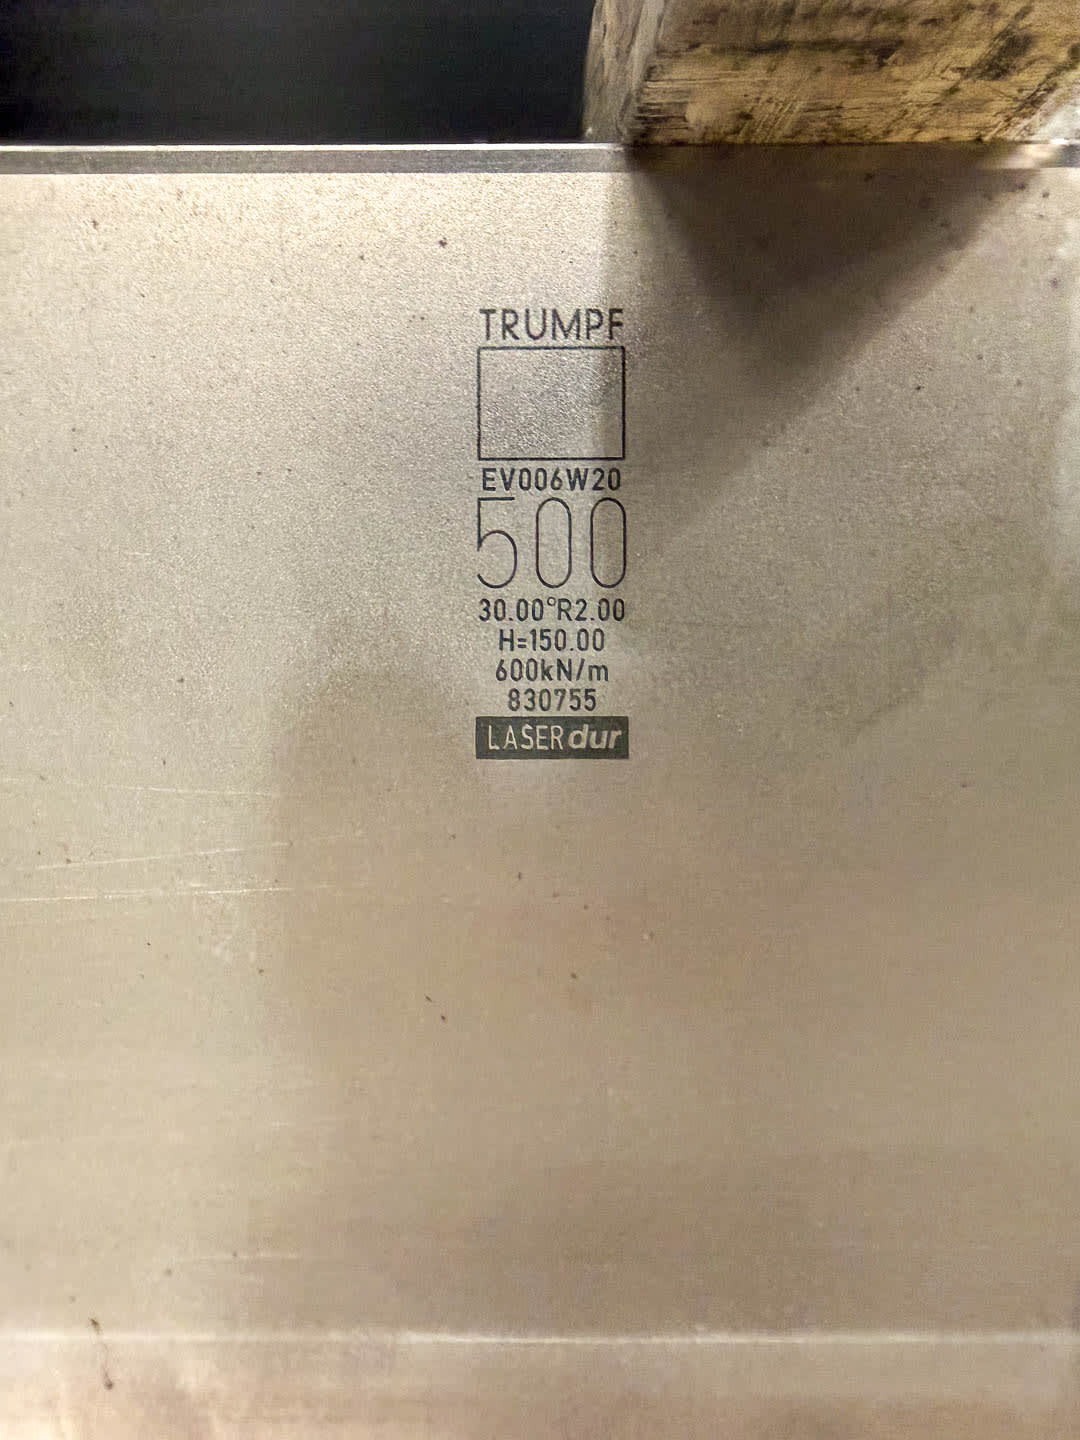 TRUMPF
EV006W20
500
30.00°R2.00
H=150.00
600kN/m
830755
LASERdur